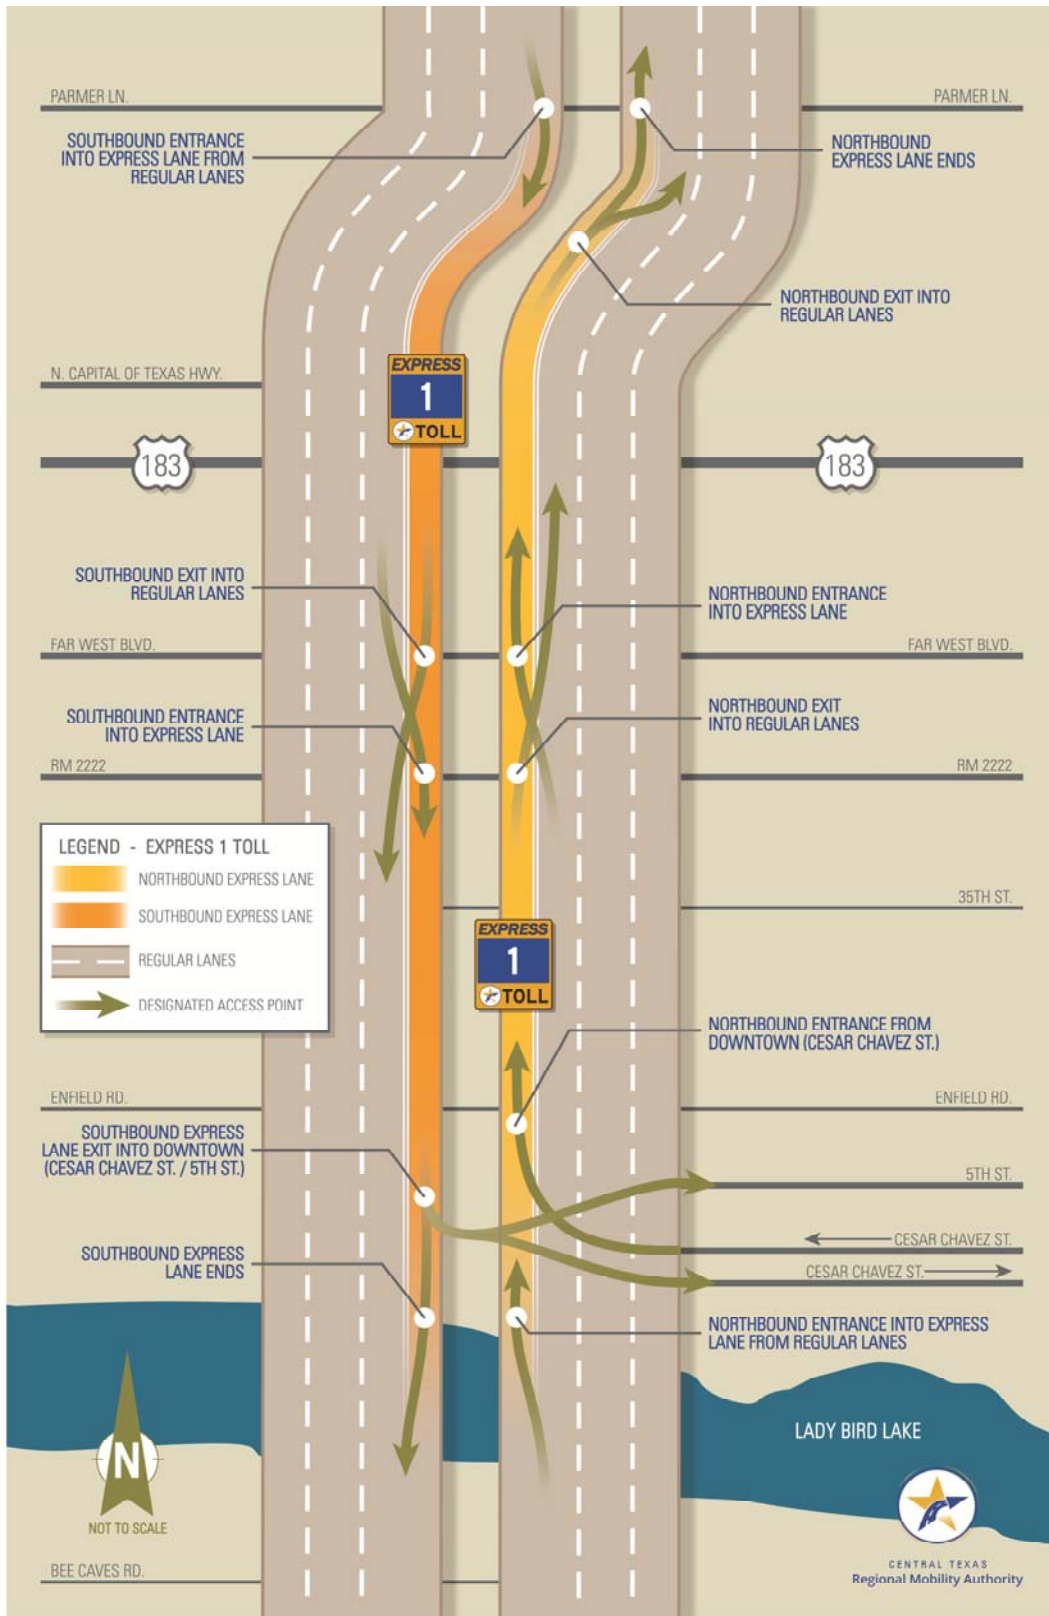 PARMER LN.
PARMER LN.
SOUTHBOUND ENTRANCE
INTO EXPRESS LANE FROM
REGULAR LANES
NORTHBOUND
EXPRESS LANE ENDS
NORTHBOUND EXIT INTO
REGULAR LANES
N. CAPITAL OF TEXAS HWY.
EXPRESS
1
TOLL
183
183
SOUTHBOUND EXIT INTO
REGULAR LANES
NORTHBOUND ENTRANCE
INTO EXPRESS LANE
FAR WEST BLVD.
FAR WEST BLVD.
SOUTHBOUND ENTRANCE
INTO EXPRESS LANE
NORTHBOUND EXIT
INTO REGULAR LANES
RM 2222
RM 2222
LEGEND - EXPRESS 1 TOLL
NORTHBOUND EXPRESS LANE
SOUTHBOUND EXPRESS LANE
REGULAR LANES
DESIGNATED ACCESS POINT
35TH ST.
EXPRESS
1
TOLL
NORTHBOUND ENTRANCE FROM
DOWNTOWN (CESAR CHAVEZ ST.)
ENFIELD RD.
ENFIELD RD.
SOUTHBOUND EXPRESS
LANE EXIT INTO DOWNTOWN
(CESAR CHAVEZ ST. / 5TH ST.)
5TH ST.
CESAR CHAVEZ ST.
CESAR CHAVEZ ST.
SOUTHBOUND EXPRESS
LANE ENDS
NORTHBOUND ENTRANCE INTO EXPRESS
LANE FROM REGULAR LANES
LADY BIRD LAKE
N
NOT TO SCALE
BEE CAVES RD.
CENTRAL TEXAS
Regional Mobility Authority